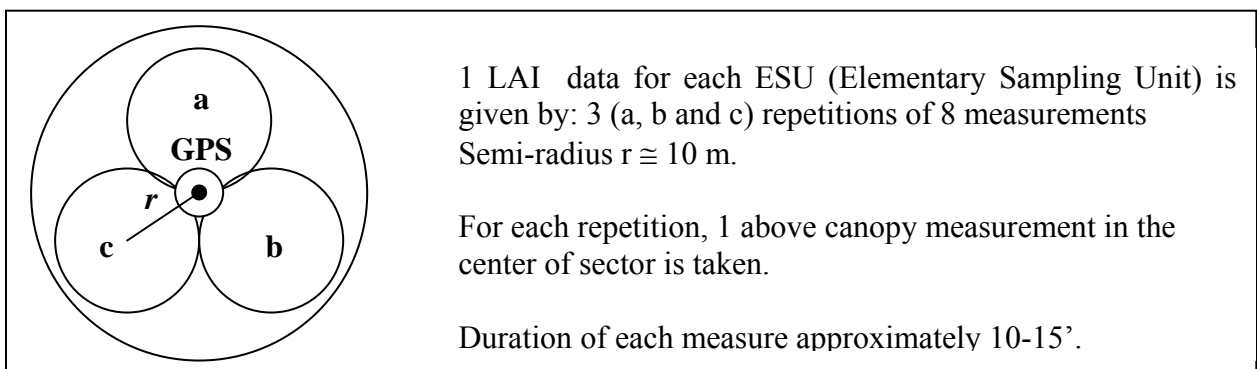 a
GPS
r
c
b
1 LAI data for each ESU (Elementary Sampling Unit) is
given by: 3 (a, b and c) repetitions of 8 measurements
Semi-radius r ≅ 10 m.
For each repetition, 1 above canopy measurement in the
center of sector is taken.
Duration of each measure approximately 10-15’.